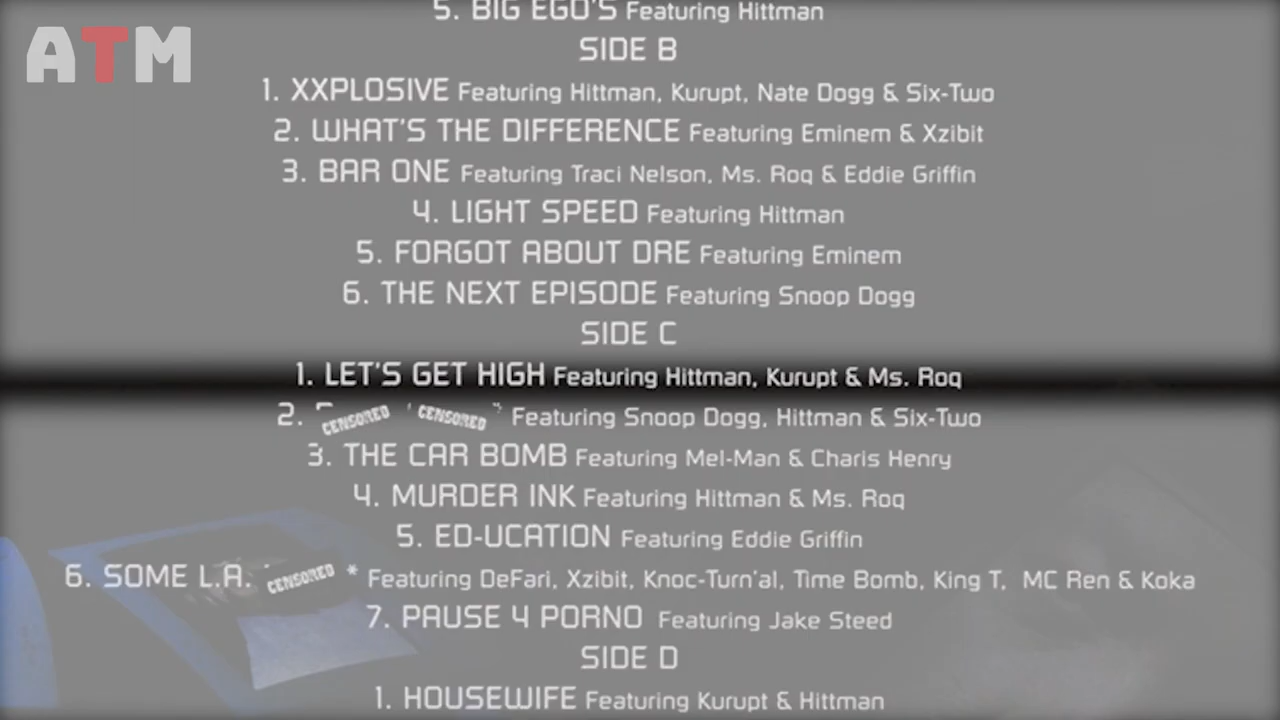 ATM
5. BIG EGO'S Featuring Hittman
SIDE B
1. XXPLOSIVE Featuring Hittman, Kurupt, Nate Dogg & Six-Two
2. WHAT'S THE DIFFERENCE Featuring Eminem & Xzibit
3. BAR ONE Featuring Traci Nelson, Ms. Roq & Eddie Griffin
4. LIGHT SPEED Featuring Hittman
5. FORGOT ABOUT DRE Featuring Eminem
6. THE NEXT EPISODE Featuring Snoop Dogg
SIDE C
1. LET'S GET HIGH Featuring Hittman, Kurupt & Ms. Roq
2. CENSORED CENSORED Featuring Snoop Dogg, Hittman & Six-Two
3. THE CAR BOMB Featuring Mel-Man & Charis Henry
4. MURDER INK Featuring Hittman & Ms. Roq
5. ED-UCATION Featuring Eddie Griffin
6. SOME L.A. CENSORED * Featuring DeFari, Xzibit, Knoc-Turn'al, Time Bomb, King T, MC Ren & Koka
7. PAUSE 4 PORNO Featuring Jake Steed
SIDE D
1. HOUSEWIFE Featuring Kurupt & Hittman